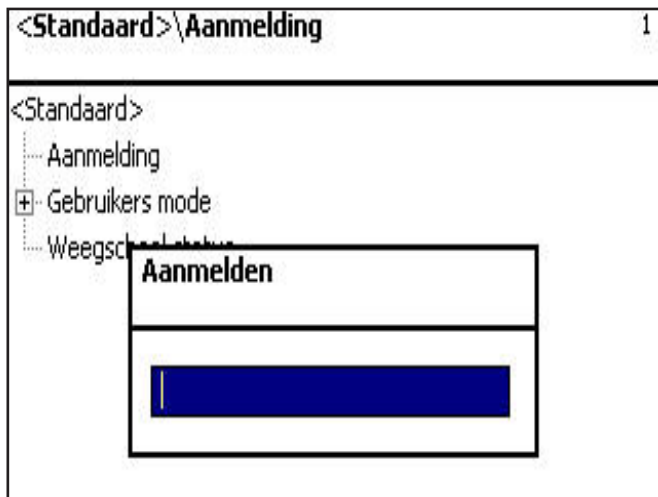 <Standaard>\Aanmelding 1
<Standaard>
Aanmelding
Gebruikers mode
Aanmelden